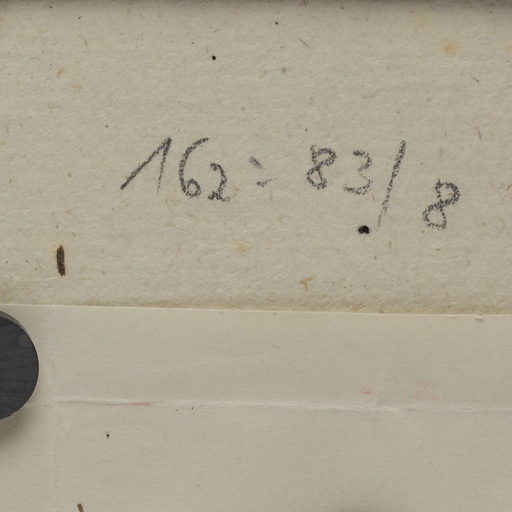 162 = 83/8